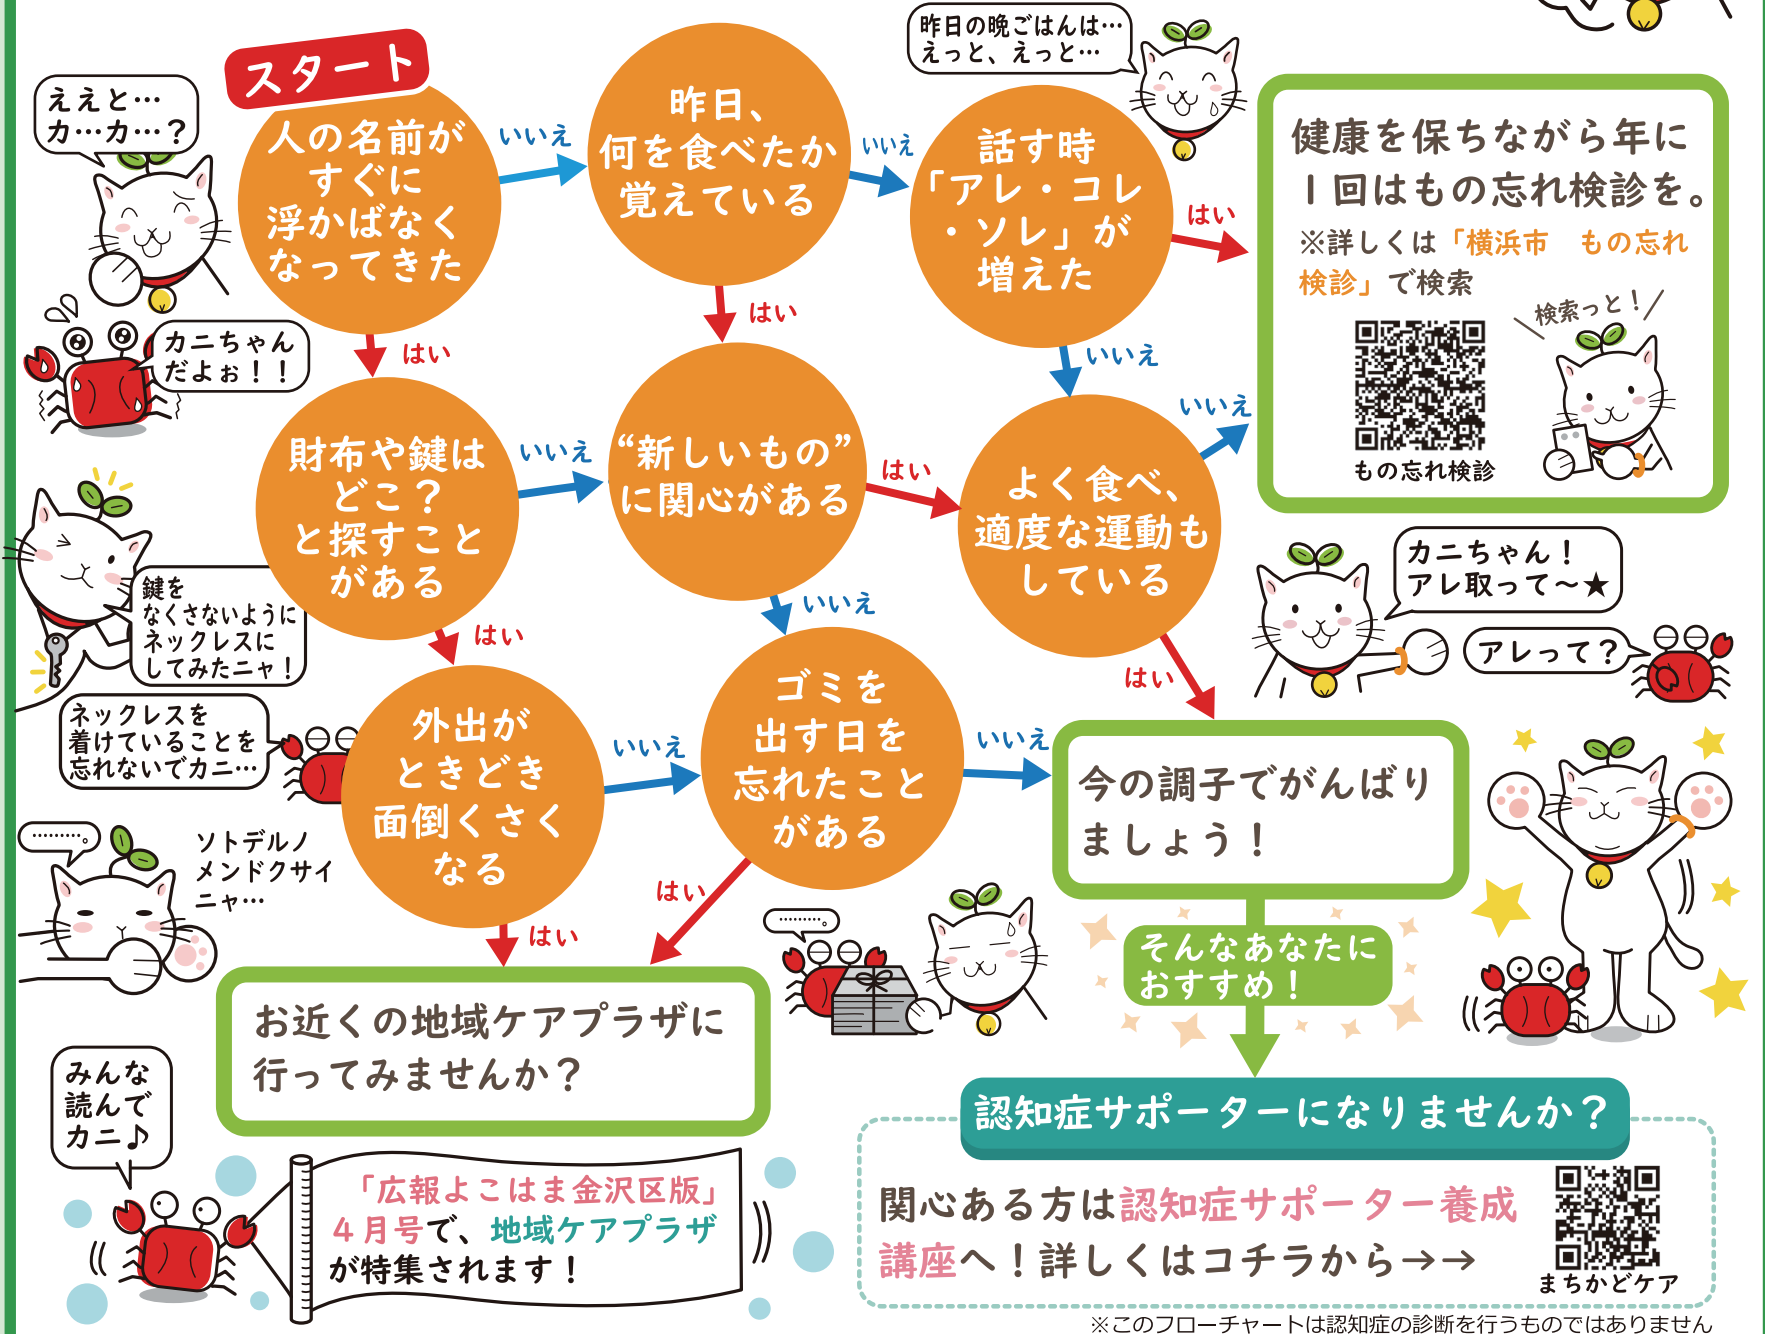 スタート
ええと…
カ…カ…？
人の名前が
すぐに
浮かばなく
なってきた
いいえ
はい
カニちゃん
だよぉ！！
昨日、
何を食べたか
覚えている
いいえ
はい
昨日の晩ごはんは…
えっと、えっと…
話す時
「アレ・コレ
・ソレ」が
増えた
はい
いいえ
健康を保ちながら年に
1回はもの忘れ検診を。
※詳しくは「横浜市　もの忘れ
検診」で検索
検索っと！
もの忘れ検診
財布や鍵は
どこ？
と探すこと
がある
いいえ
はい
鍵を
なくさないように
ネックレスに
してみたニャ！
ネックレスを
着けていることを
忘れないでカニ…
“新しいもの”
に関心がある
はい
いいえ
よく食べ、
適度な運動も
している
いいえ
はい
カニちゃん！
アレ取って～★
アレって？
外出が
ときどき
面倒くさく
なる
いいえ
はい
………。
ソトデルノ
メンドクサイ
ニャ…
ゴミを
出す日を
忘れたこと
がある
いいえ
はい
………。
今の調子でがんばり
ましょう！
そんなあなたに
おすすめ！
お近くの地域ケアプラザに
行ってみませんか？
みんな
読んで
カニ♪
「広報よこはま金沢区版」
４月号で、地域ケアプラザ
が特集されます！
認知症サポーターになりませんか？
関心ある方は認知症サポーター養成
講座へ！詳しくはコチラから→→
まちかどケア
※このフローチャートは認知症の診断を行うものではありません